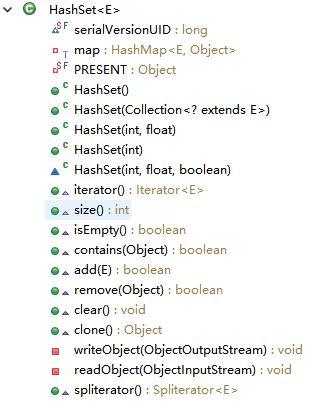 HashSet<E>
serialVersionUID : long
map : HashMap<E, Object>
PRESENT : Object
HashSet()
HashSet(Collection<? extends E>)
HashSet(int, float)
HashSet(int)
HashSet(int, float, boolean)
iterator() : Iterator<E>
size() : int
isEmpty() : boolean
contains(Object) : boolean
add(E) : boolean
remove(Object) : boolean
clear() : void
clone() : Object
writeObject(ObjectOutputStream) : void
readObject(ObjectInputStream) : void
spliterator() : Spliterator<E>